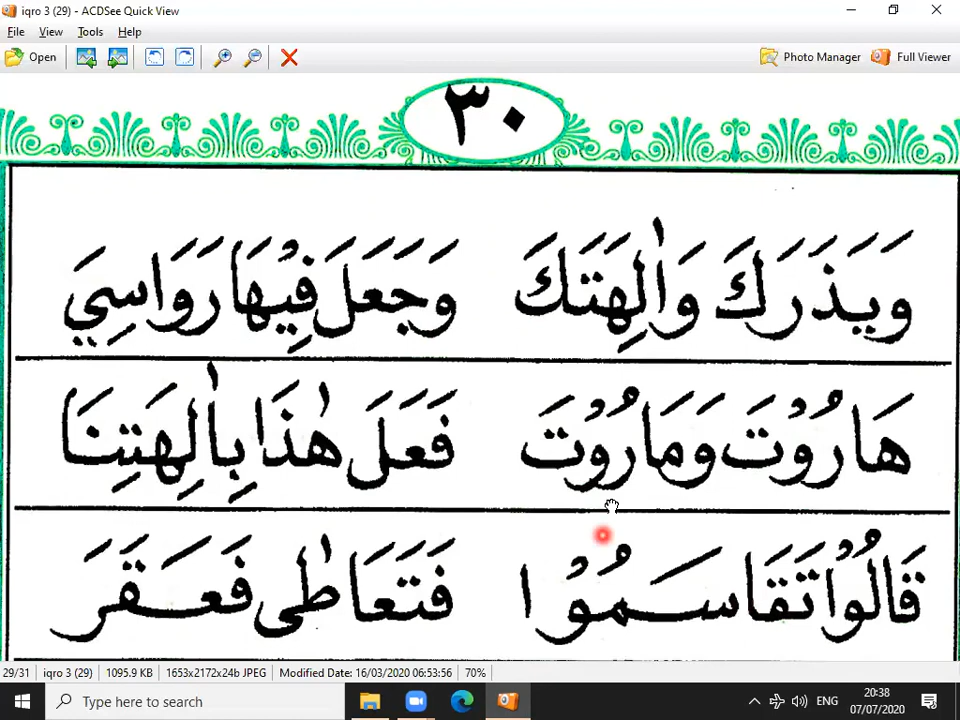 iqro 3 (29) - ACDSee Quick View
File View Tools Help
Open Photo Manager Full Viewer
٣٠
وَيَذَرَكَ وَاٰلِهَتَكَ وَجَعَلَ فِيْهَا رَوَاسِيَ
هَارُوْتَ وَمَارُوْتَ فَعَلَ هٰذَا بِاٰلِهَتِنَا
قَالُوْا تَقَاسَمُوْا فَتَعَاطٰى فَعَقَرَ
29/31 iqro 3 (29) 1095.9 KB 1653x2172x24b JPEG Modified Date: 16/03/2020 06:53:56 70%
Type here to search ENG 20:38
07/07/2020